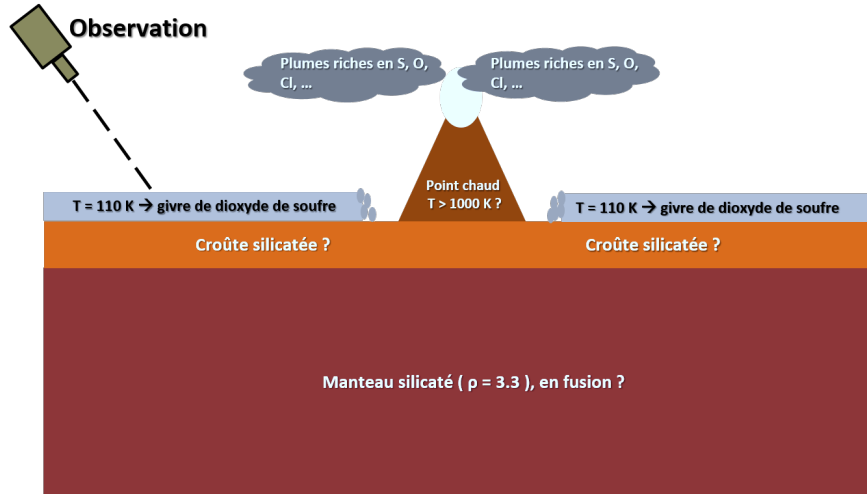 Observation
Plumes riches en S, O,
Cl, ...
Plumes riches en S, O,
Cl, ...
Point chaud
T > 1000 K ?
T = 110 K → givre de dioxyde de soufre
T = 110 K → givre de dioxyde de soufre
Croûte silicatée ?
Croûte silicatée ?
Manteau silicaté ( ρ = 3.3 ), en fusion ?